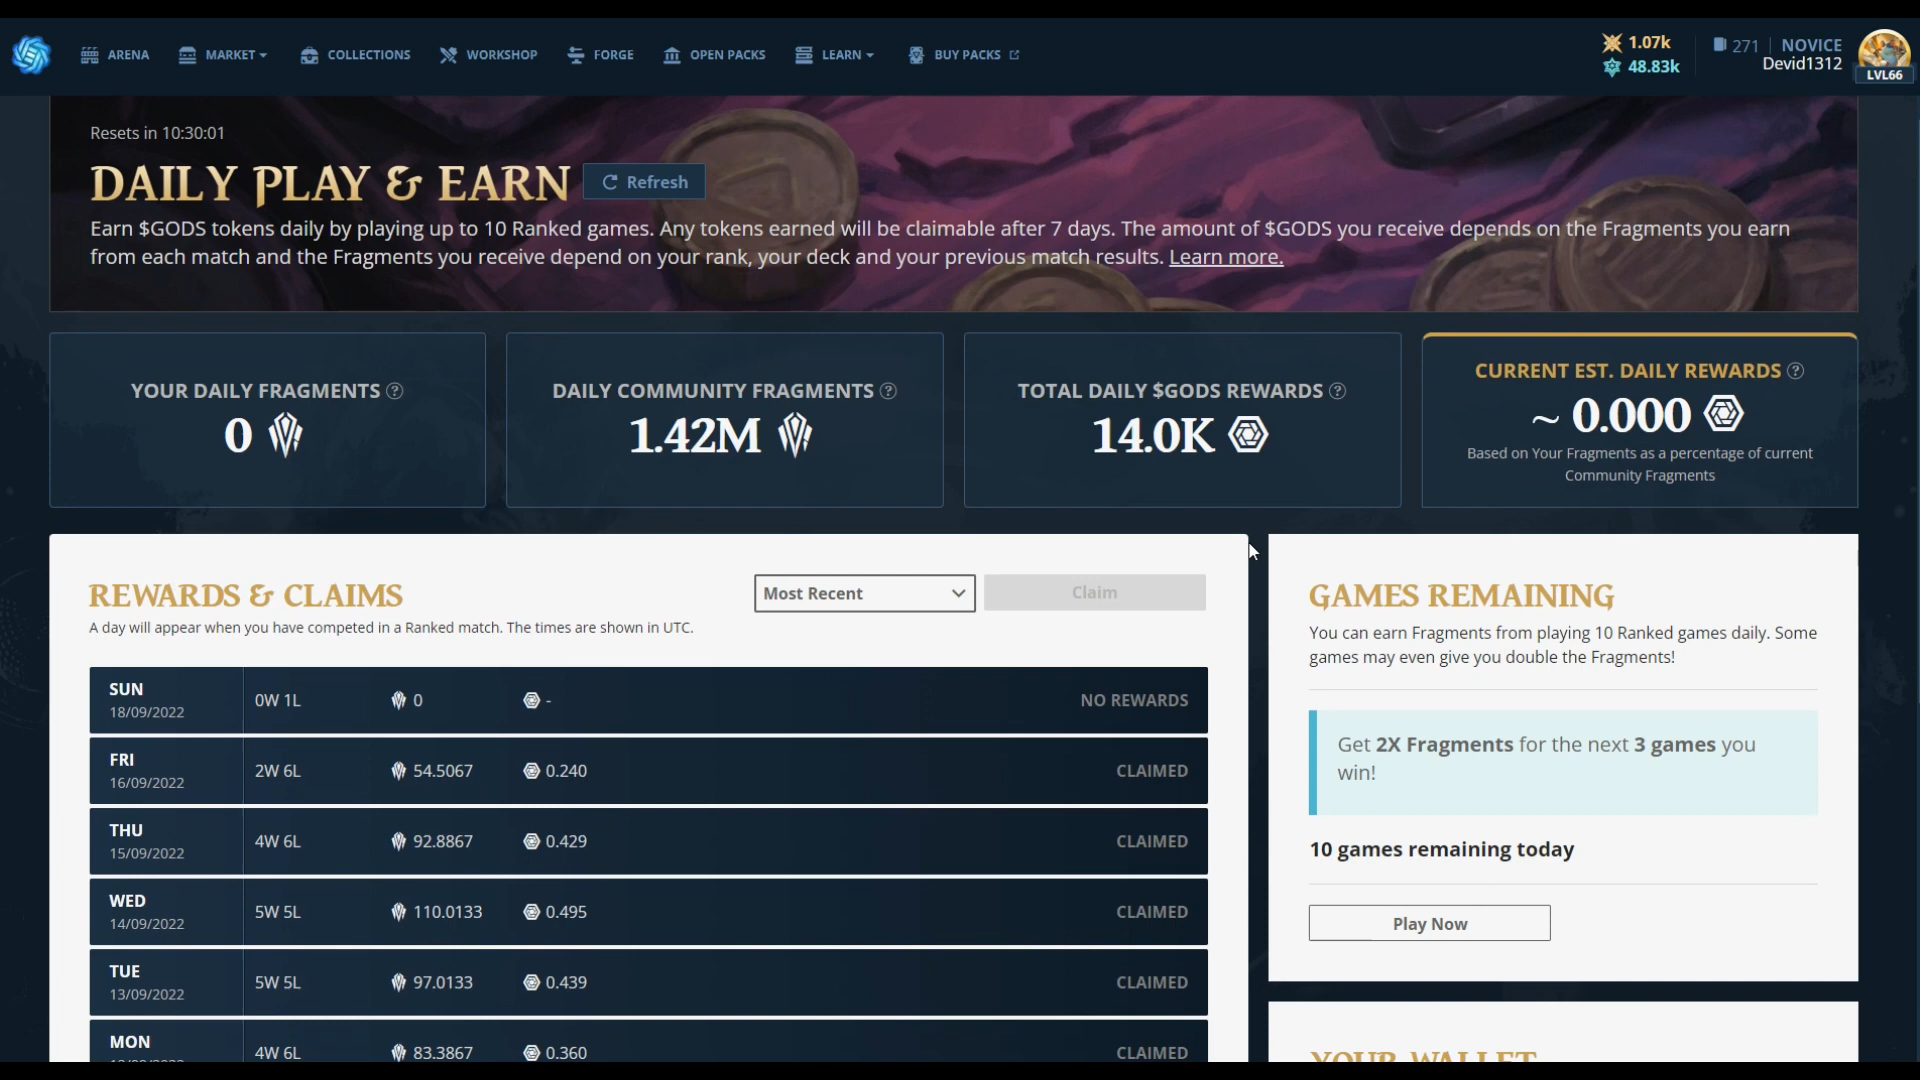 ARENA
MARKET
COLLECTIONS
WORKSHOP
FORGE
OPEN PACKS
LEARN
BUY PACKS
1.07k
48.83k
271
NOVICE
Devid1312
LVL66
Resets in 10:30:01
DAILY PLAY & EARN
Refresh
Earn $GODS tokens daily by playing up to 10 Ranked games. Any tokens earned will be claimable after 7 days. The amount of $GODS you receive depends on the Fragments you earn
from each match and the Fragments you receive depend on your rank, your deck and your previous match results. Learn more.
YOUR DAILY FRAGMENTS ?
0
DAILY COMMUNITY FRAGMENTS ?
1.42M
TOTAL DAILY $GODS REWARDS ?
14.0K
CURRENT EST. DAILY REWARDS ?
~ 0.000
Based on Your Fragments as a percentage of current
Community Fragments
REWARDS & CLAIMS
Most Recent
Claim
A day will appear when you have competed in a Ranked match. The times are shown in UTC.
SUN
18/09/2022
0W 1L
0
-
NO REWARDS
FRI
16/09/2022
2W 6L
54.5067
0.240
CLAIMED
THU
15/09/2022
4W 6L
92.8867
0.429
CLAIMED
WED
14/09/2022
5W 5L
110.0133
0.495
CLAIMED
TUE
13/09/2022
5W 5L
97.0133
0.439
CLAIMED
MON
4W 6L
83.3867
0.360
CLAIMED
GAMES REMAINING
You can earn Fragments from playing 10 Ranked games daily. Some
games may even give you double the Fragments!
Get 2X Fragments for the next 3 games you
win!
10 games remaining today
Play Now
YOUR WALLET